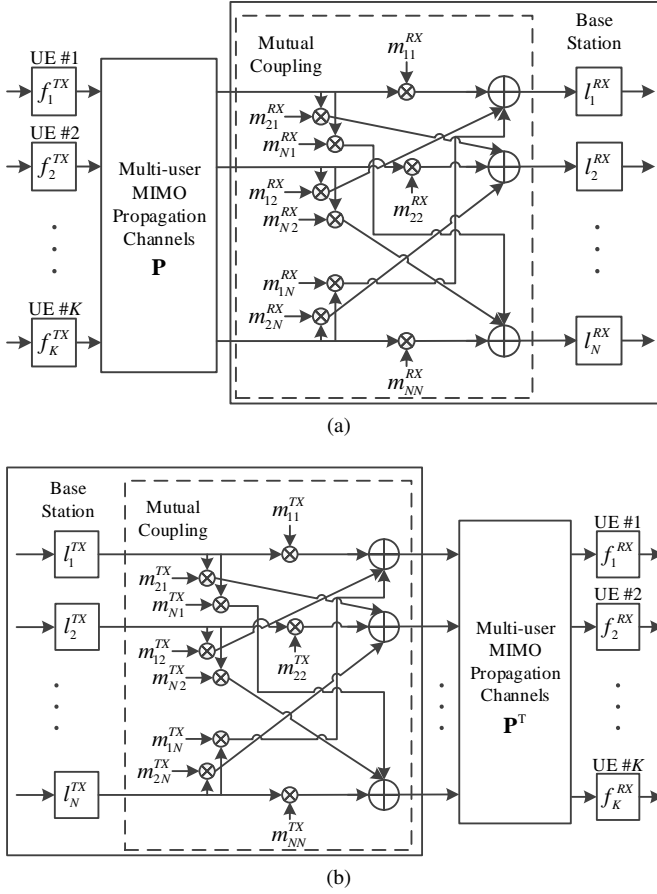 UE #1
f_1^{TX}
UE #2
f_2^{TX}
UE #K
f_K^{TX}
Multi-user
MIMO
Propagation
Channels
P
Mutual
Coupling
m_{11}^{RX}
m_{21}^{RX}
m_{N1}^{RX}
m_{12}^{RX}
m_{N2}^{RX}
m_{22}^{RX}
m_{1N}^{RX}
m_{2N}^{RX}
m_{NN}^{RX}
Base
Station
l_1^{RX}
l_2^{RX}
l_N^{RX}
(a)
Base
Station
l_1^{TX}
l_2^{TX}
l_N^{TX}
Mutual
Coupling
m_{11}^{TX}
m_{21}^{TX}
m_{N1}^{TX}
m_{12}^{TX}
m_{N2}^{TX}
m_{22}^{TX}
m_{1N}^{TX}
m_{2N}^{TX}
m_{NN}^{TX}
Multi-user
MIMO
Propagation
Channels
P^T
UE #1
f_1^{RX}
UE #2
f_2^{RX}
UE #K
f_K^{RX}
(b)